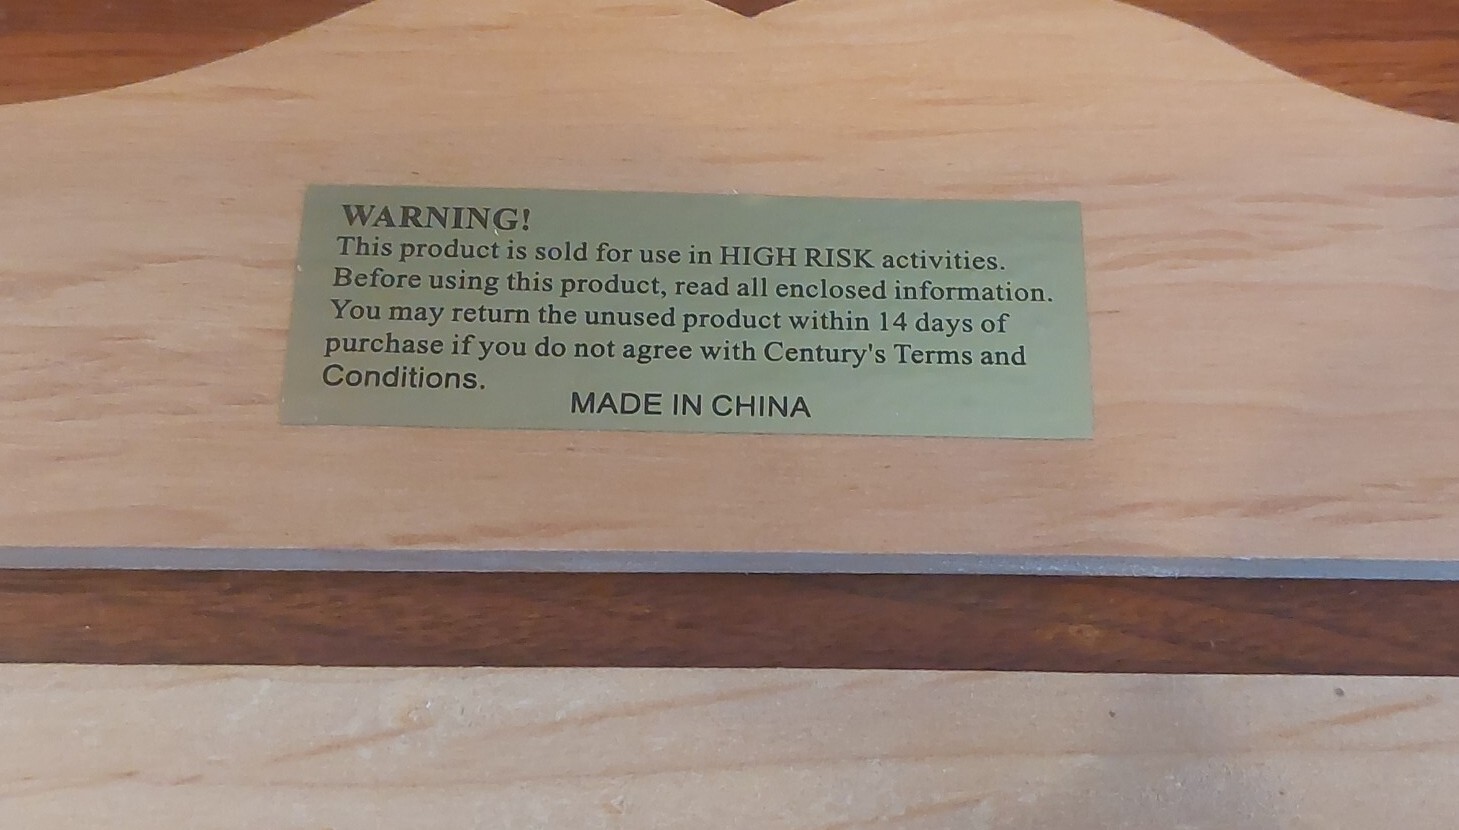 WARNING!
This product is sold for use in HIGH RISK activities.
Before using this product, read all enclosed information.
You may return the unused product within 14 days of
purchase if you do not agree with Century's Terms and
Conditions.
MADE IN CHINA